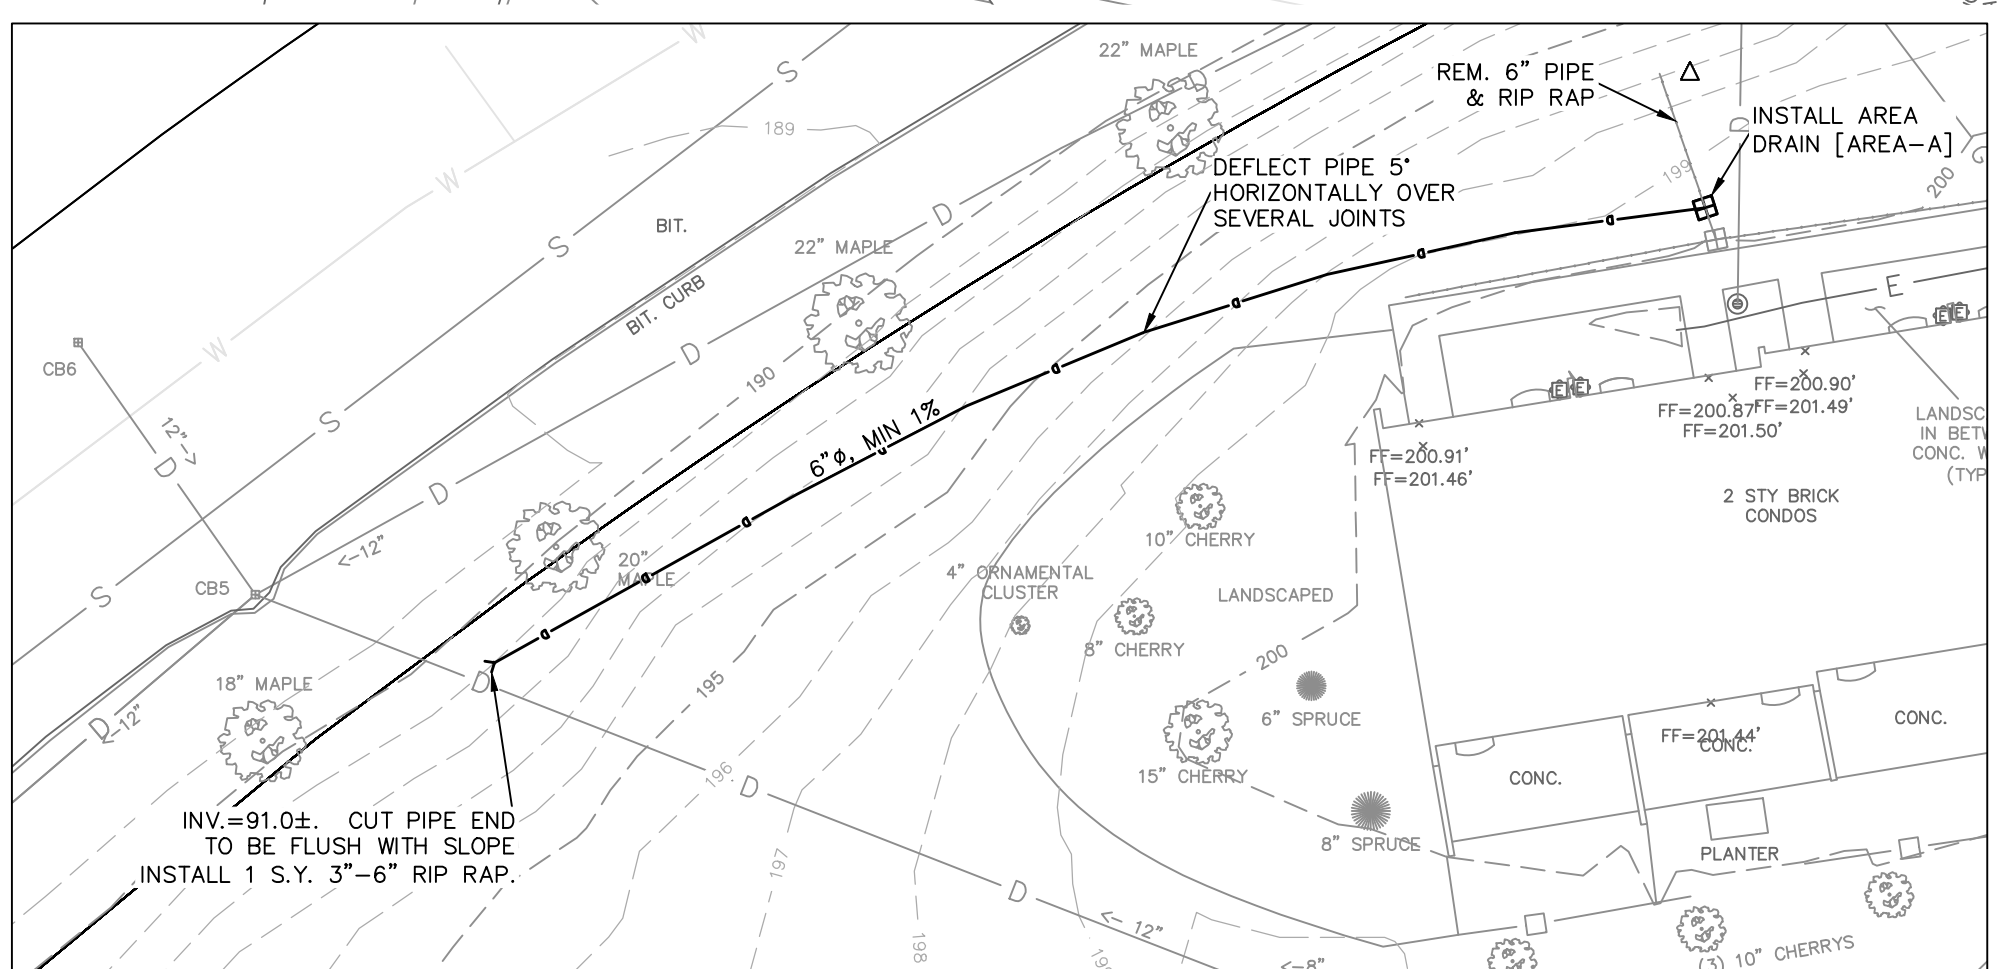 22" MAPLE
REM. 6" PIPE
& RIP RAP
INSTALL AREA
DRAIN [AREA-A]
189
W
S
D
W
DEFLECT PIPE 5°
HORIZONTALLY OVER
SEVERAL JOINTS
199
200
G
D
D
BIT.
S
22" MAPLE
BIT. CURB
E
W
D
CB6
190
E
E
E
E
FF=200.90'
FF=200.87'
FF=201.49'
FF=201.50'
LANDSC
IN BETW
CONC. W
(TYP
6"Φ, MIN 1%
S
12"->
D
FF=200.91'
FF=201.46'
2 STY BRICK
CONDOS
D
<-12"
10" CHERRY
20"
MAPLE
4" ORNAMENTAL
CLUSTER
LANDSCAPED
CB5
S
8" CHERRY
200
18" MAPLE
D
195
6" SPRUCE
D
<-12"
FF=201.44'
CONC.
CONC.
196
D
15" CHERRY
CONC.
INV.=91.0±. CUT PIPE END
TO BE FLUSH WITH SLOPE
INSTALL 1 S.Y. 3"-6" RIP RAP.
8" SPRUCE
PLANTER
197
D
<- 12"
198
<-8"
(3) 10" CHERRYS